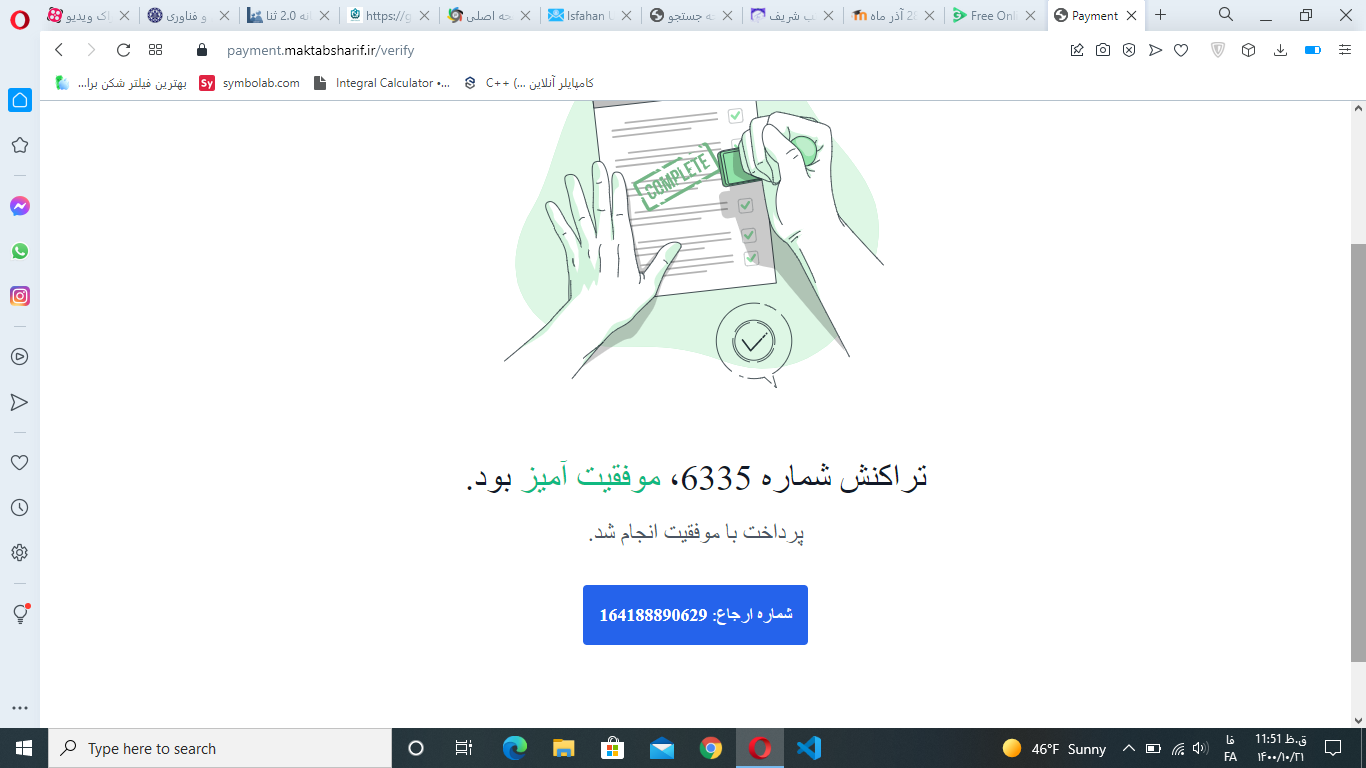 اک ویدیو
و فناوری
نه 2.0 ثنا
https://g
حه اصلی
Isfahan U
ه جستجو
ب شریف
28 آذر ماه
Free Onl
Payment
payment.maktabsharif.ir/verify
بهترین فیلتر شکن برا...
Sy symbolab.com
Integral Calculator •...
C++ (... کامپایلر آنلاین
COMPLETE
تراکنش شماره 6335، موفقیت آمیز بود.
پرداخت با موفقیت انجام شد.
شماره ارجاع: 164188890629
Type here to search
46°F Sunny
فا
FA
11:51 ق.ظ
۱۴۰۰/۱۰/۲۱